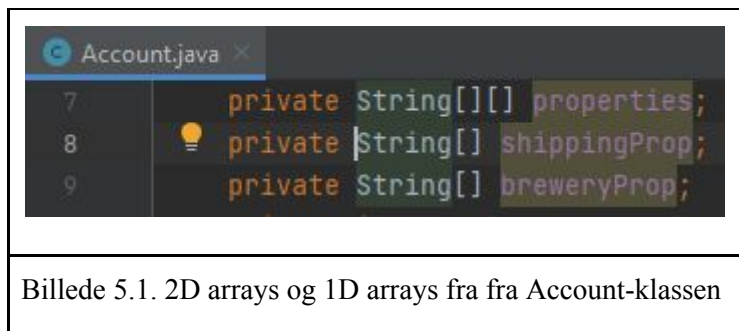 Account.java
7 private String[][] properties;
8 private String[] shippingProp;
9 private String[] breweryProp;
Billede 5.1. 2D arrays og 1D arrays fra fra Account-klassen